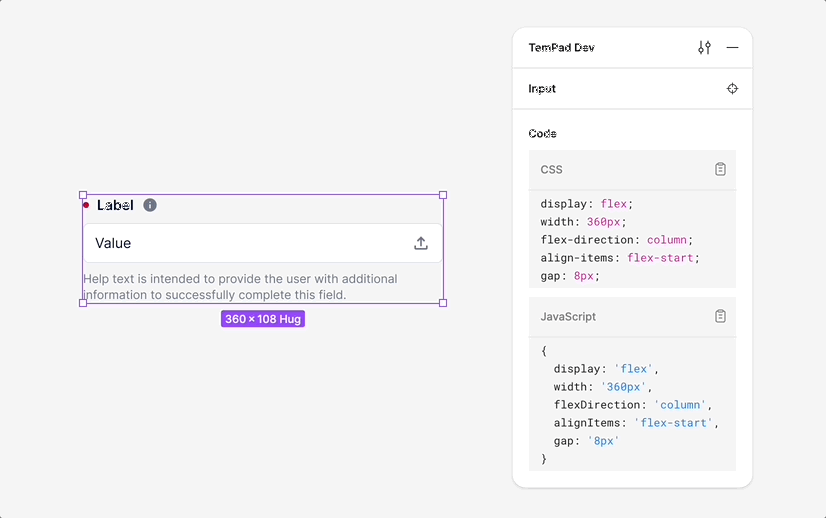 Label
Value
Help text is intended to provide the user with additional
information to successfully complete this field.
360 × 108 Hug
TemPad Dev
Input
Code
CSS
display: flex;
width: 360px;
flex-direction: column;
align-items: flex-start;
gap: 8px;
JavaScript
{
display: 'flex',
width: '360px',
flexDirection: 'column',
alignItems: 'flex-start',
gap: '8px'
}